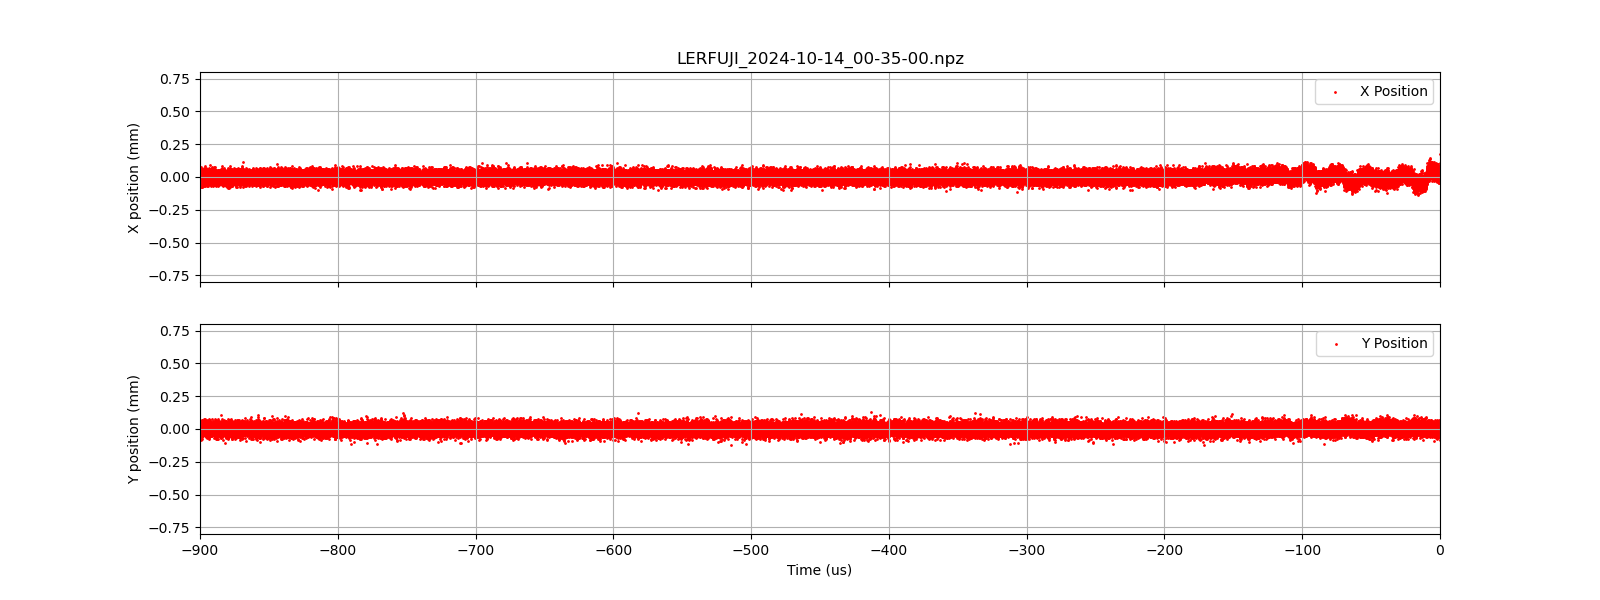 LERFUJI_2024-10-14_00-35-00.npz
0.75
0.50
0.25
0.00
−0.25
−0.50
−0.75
X position (mm)
X Position
0.75
0.50
0.25
0.00
−0.25
−0.50
−0.75
Y position (mm)
Y Position
−900 −800 −700 −600 −500 −400 −300 −200 −100 0
Time (us)